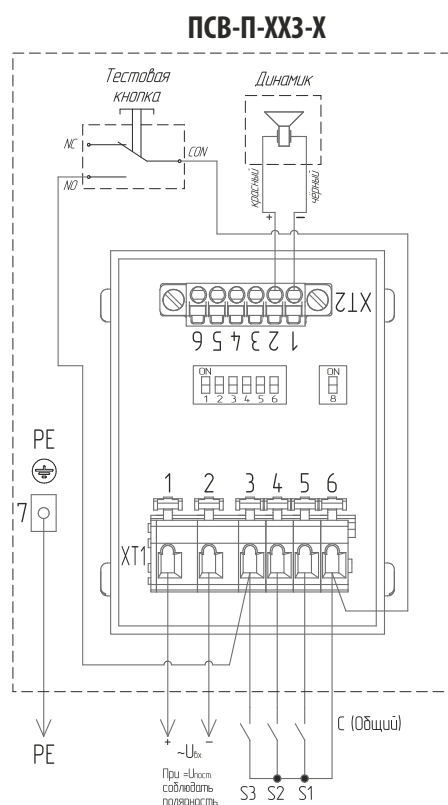 ПСВ-П-ХХ3-Х
Тестовая
кнопка
Динамик
NC
CON
NO
красный
чёрный
+ −
XT2
6 5 4 3 2 1
ON
1 2 3 4 5 6
ON
8
PE
7
1 2 3 4 5 6
XT1
PE
+ −
~Uвх.
При =Uпост.
соблюдать
полярность
C (Общий)
S3 S2 S1